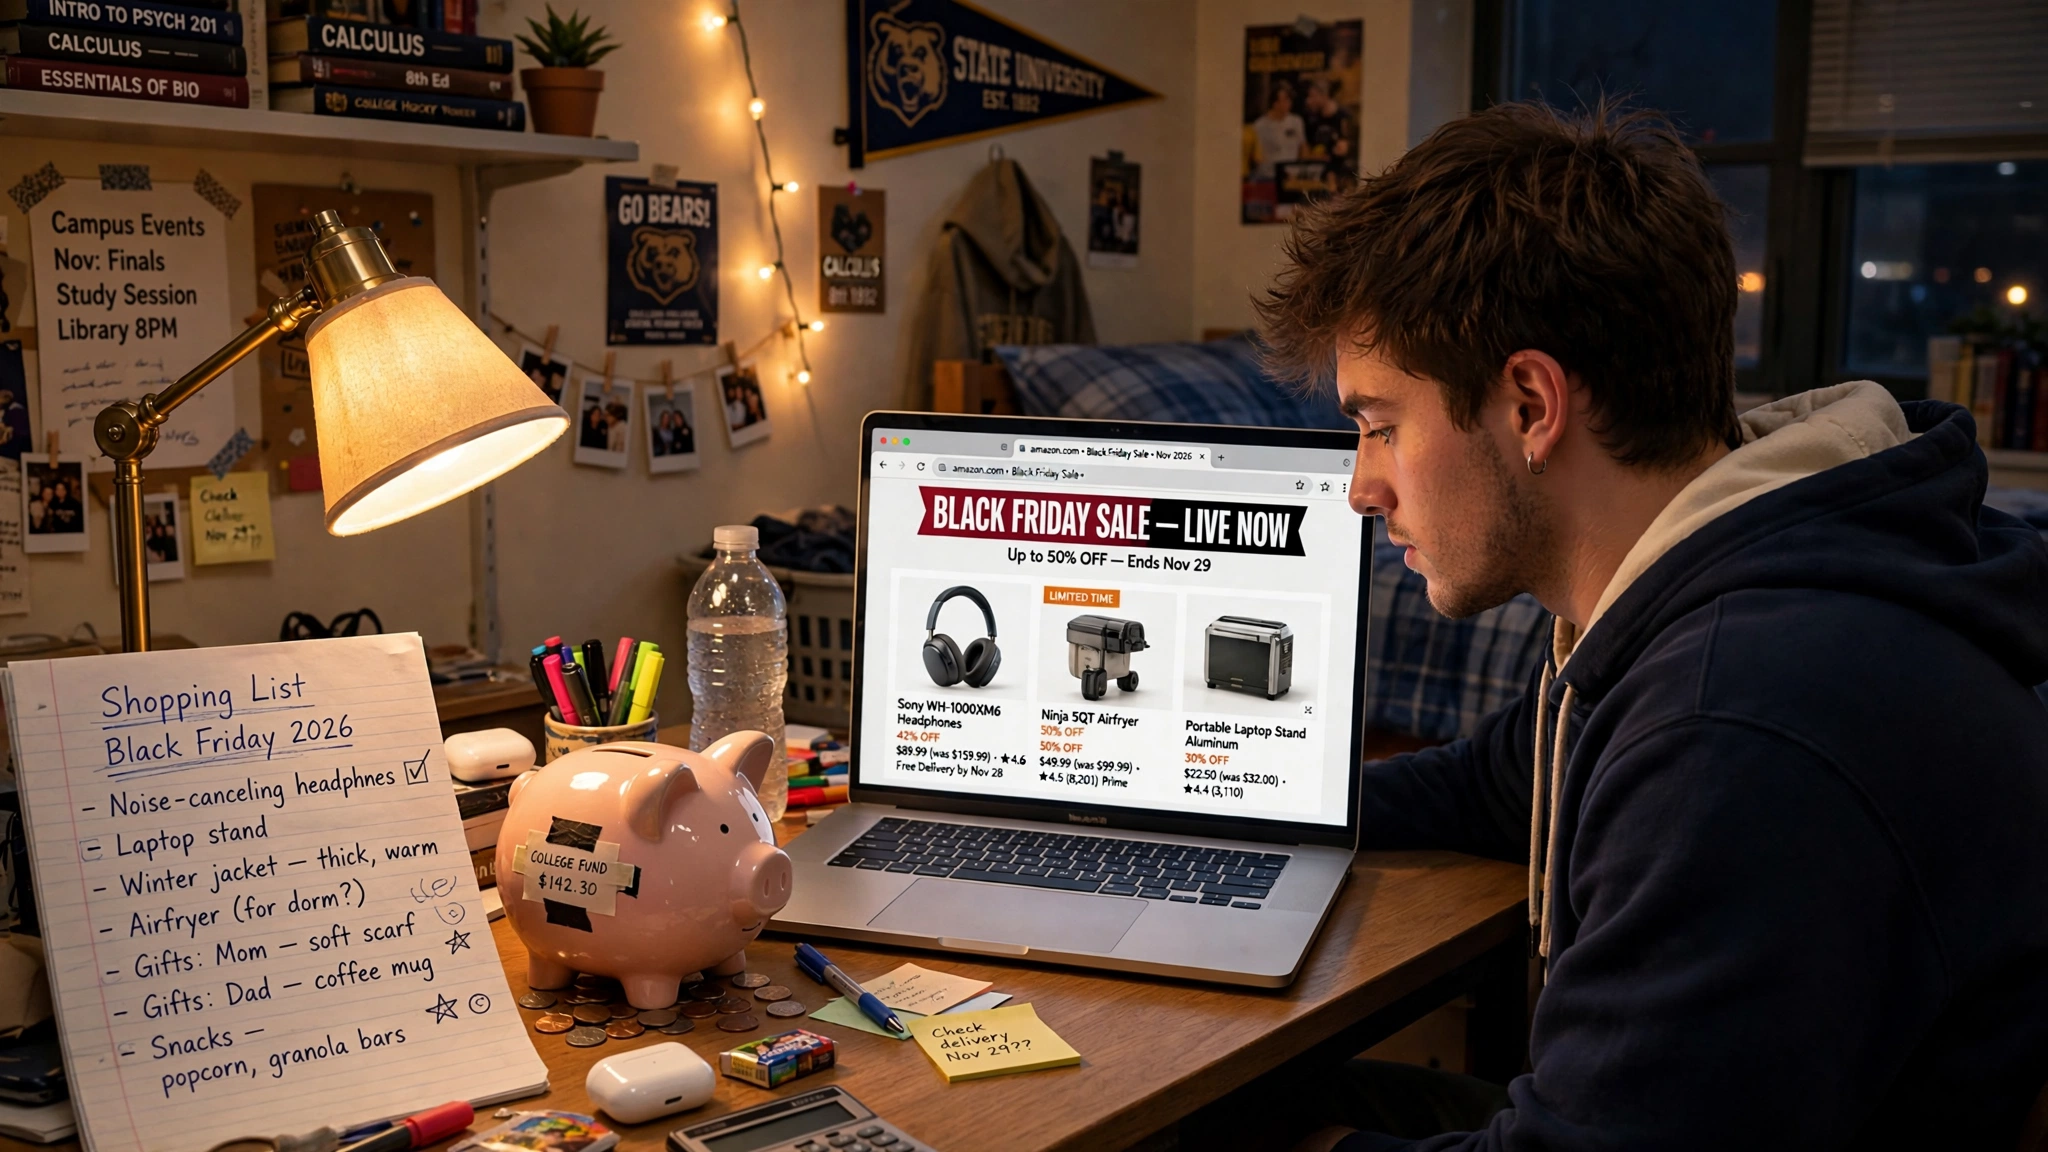 INTRO TO PSYCH 201
CALCULUS
ESSENTIALS OF BIO
CALCULUS
8th Ed
COLLEGE
Campus Events
Nov: Finals
Study Session
Library 8PM
Check
Nov 29??
GO BEARS!
CALCULUS
STATE UNIVERSITY
EST. 1892
Shopping List
Black Friday 2026
- Noise-canceling headphnes ☑
- Laptop stand
- Winter jacket — thick, warm
- Airfryer (for dorm?)
- Gifts: Mom — soft scarf
- Gifts: Dad — coffee mug
- Snacks —
popcorn, granola bars
COLLEGE FUND
$142.30
amazon.com • Black Friday Sale • Nov 2026
amazon.com • Black Friday Sale •
BLACK FRIDAY SALE — LIVE NOW
Up to 50% OFF — Ends Nov 29
Sony WH-1000XM6
Headphones
42% OFF
$89.99 (was $159.99) • ★4.6
Free Delivery by Nov 28
LIMITED TIME
Ninja 5QT Airfryer
50% OFF
50% OFF
$49.99 (was $99.99) •
★4.5 (8,201) Prime
Portable Laptop Stand
Aluminum
30% OFF
$22.50 (was $32.00) •
★4.4 (3,110)
Check
delivery
Nov 29??